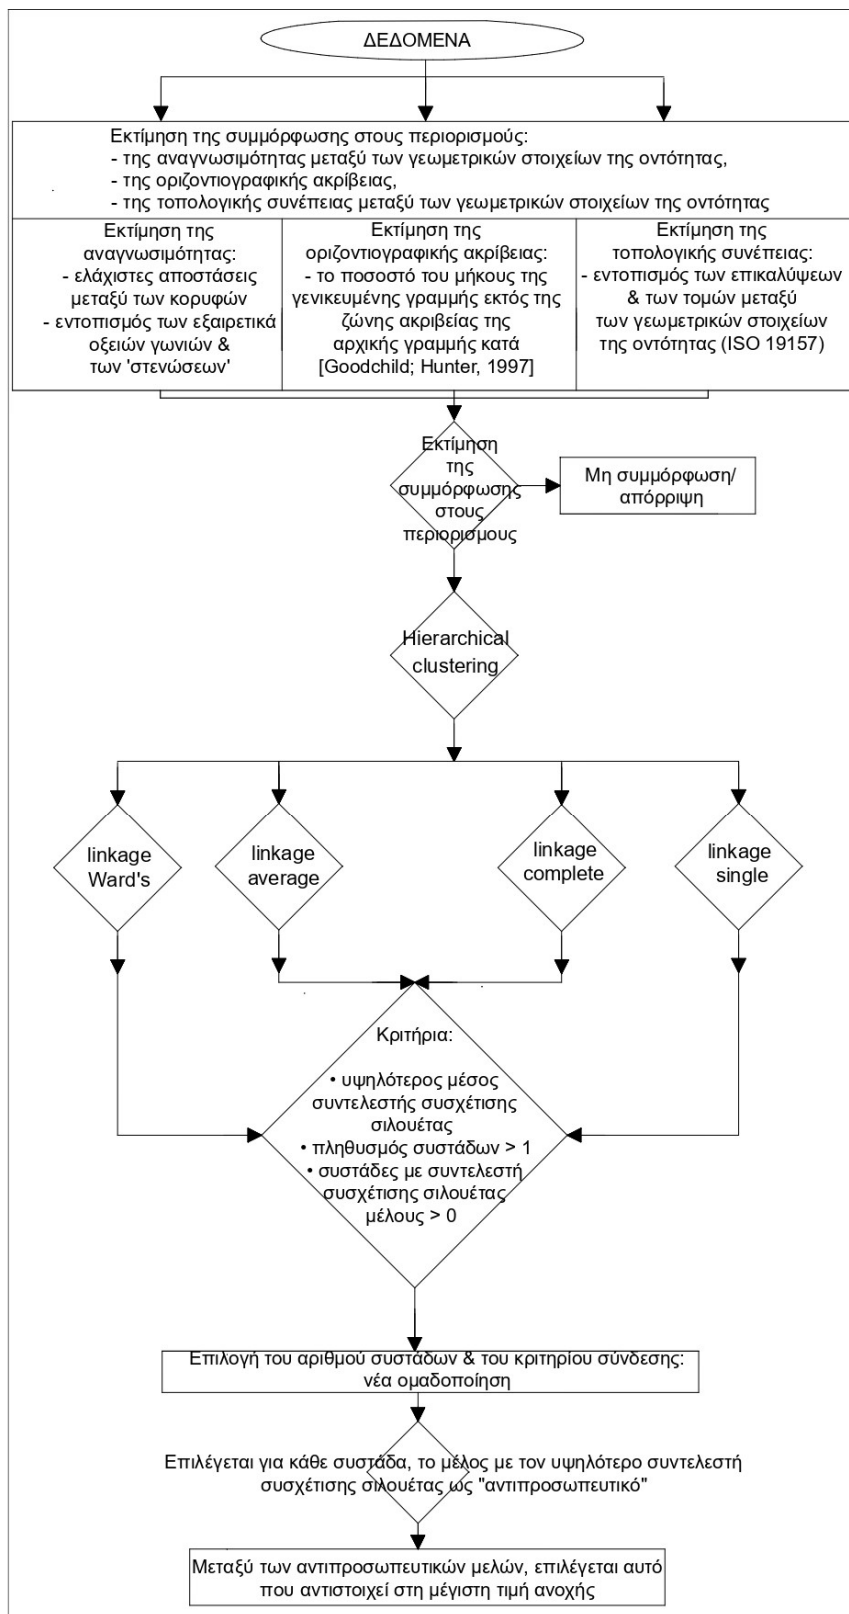 ΔΕΔΟΜΕΝΑ
Εκτίμηση της συμμόρφωσης στους περιορισμούς:
- της αναγνωσιμότητας μεταξύ των γεωμετρικών στοιχείων της οντότητας,
- της οριζοντιογραφικής ακρίβειας,
- της τοπολογικής συνέπειας μεταξύ των γεωμετρικών στοιχείων της οντότητας
Εκτίμηση της
αναγνωσιμότητας:
- ελάχιστες αποστάσεις
μεταξύ των κορυφών
- εντοπισμός των εξαιρετικά
οξειών γωνιών &
των 'στενώσεων'
Εκτίμηση της
οριζοντιογραφικής ακρίβειας:
- το ποσοστό του μήκους της
γενικευμένης γραμμής εκτός της
ζώνης ακριβείας της
αρχικής γραμμής κατά
[Goodchild; Hunter, 1997]
Εκτίμηση της
τοπολογικής συνέπειας:
- εντοπισμός των επικαλύψεων
& των τομών μεταξύ
των γεωμετρικών στοιχείων
της οντότητας (ISO 19157)
Εκτίμηση
της
συμμόρφωσης
στους
περιορισμους
Μη συμμόρφωση/
απόρριψη
Hierarchical
clustering
linkage
Ward's
linkage
average
linkage
complete
linkage
single
Κριτήρια:
• υψηλότερος μέσος
συντελεστής συσχέτισης
σιλουέτας
• πληθυσμός συστάδων > 1
• συστάδες με συντελεστή
συσχέτισης σιλουέτας
μέλους > 0
Επιλογή του αριθμού συστάδων & του κριτηρίου σύνδεσης:
νέα ομαδοποίηση
Επιλέγεται για κάθε συστάδα, το μέλος με τον υψηλότερο συντελεστή
συσχέτισης σιλουέτας ως "αντιπροσωπευτικό"
Μεταξύ των αντιπροσωπευτικών μελών, επιλέγεται αυτό
που αντιστοιχεί στη μέγιστη τιμή ανοχής